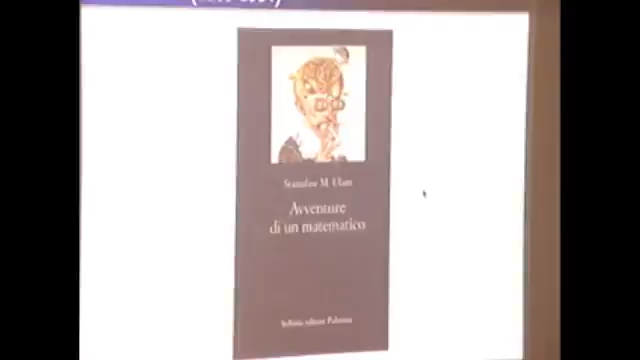 Stanislaw M. Ulam
Avventure
di un matematico
Sellerio editore Palermo